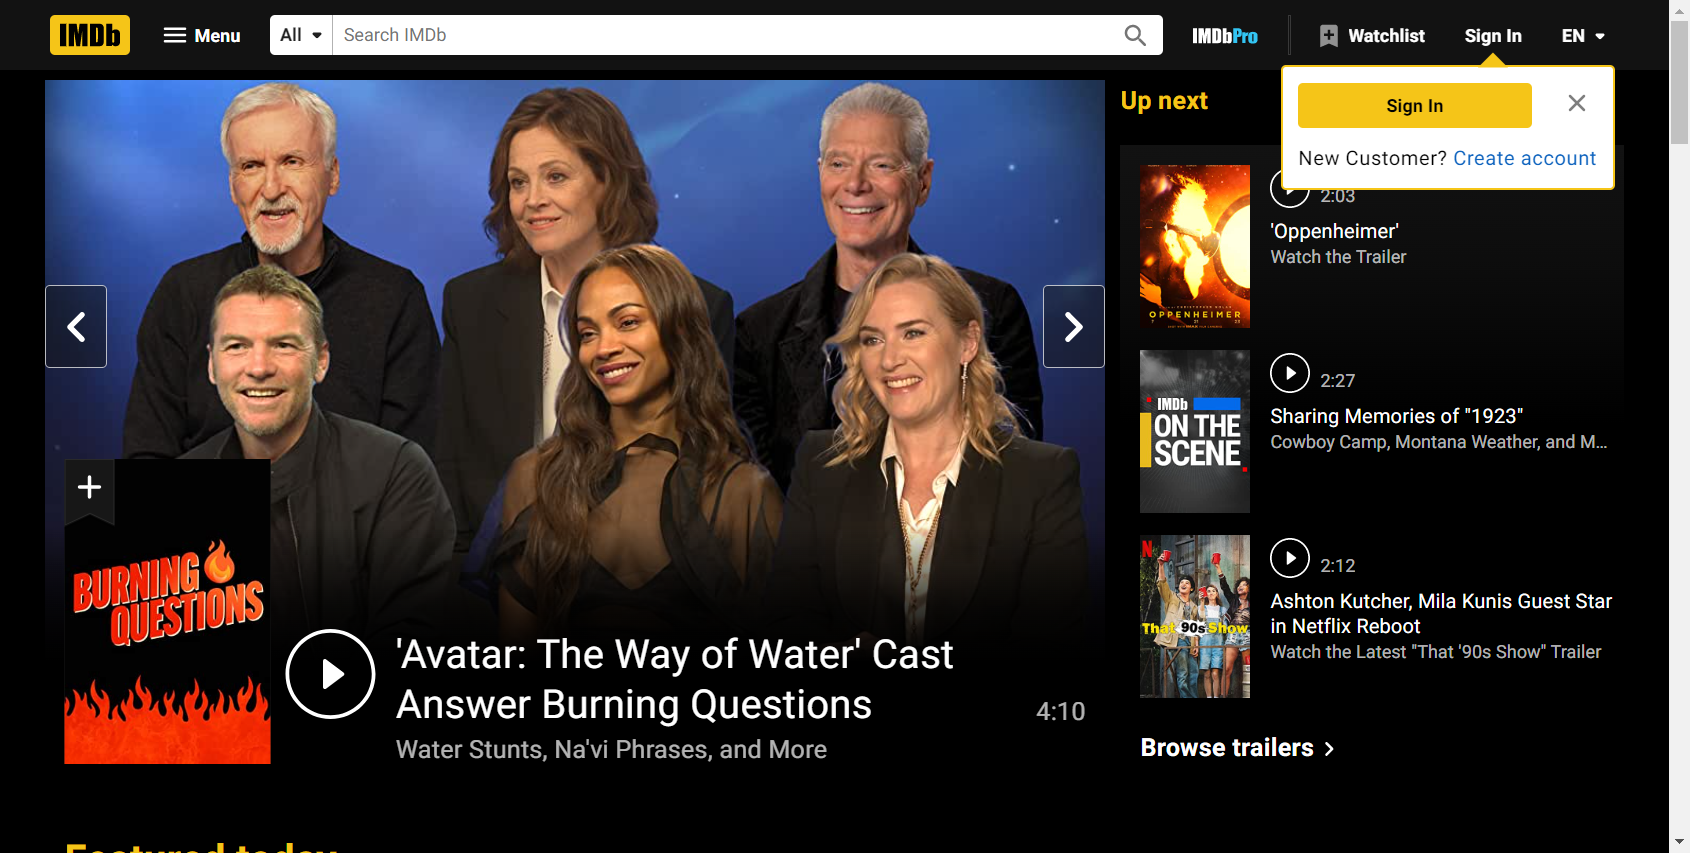 IMDb
Menu
All
Search IMDb
IMDbPro
Watchlist
Sign In
EN
Sign In
New Customer? Create account
Up next
2:03
'Oppenheimer'
Watch the Trailer
OPPENHEIMER
2:27
Sharing Memories of "1923"
Cowboy Camp, Montana Weather, and M...
IMDb
ON THE
SCENE
2:12
Ashton Kutcher, Mila Kunis Guest Star
in Netflix Reboot
Watch the Latest "That '90s Show" Trailer
N
That 90s Show
Browse trailers
BURNING
QUESTIONS
'Avatar: The Way of Water' Cast
Answer Burning Questions
Water Stunts, Na'vi Phrases, and More
4:10
Featured today